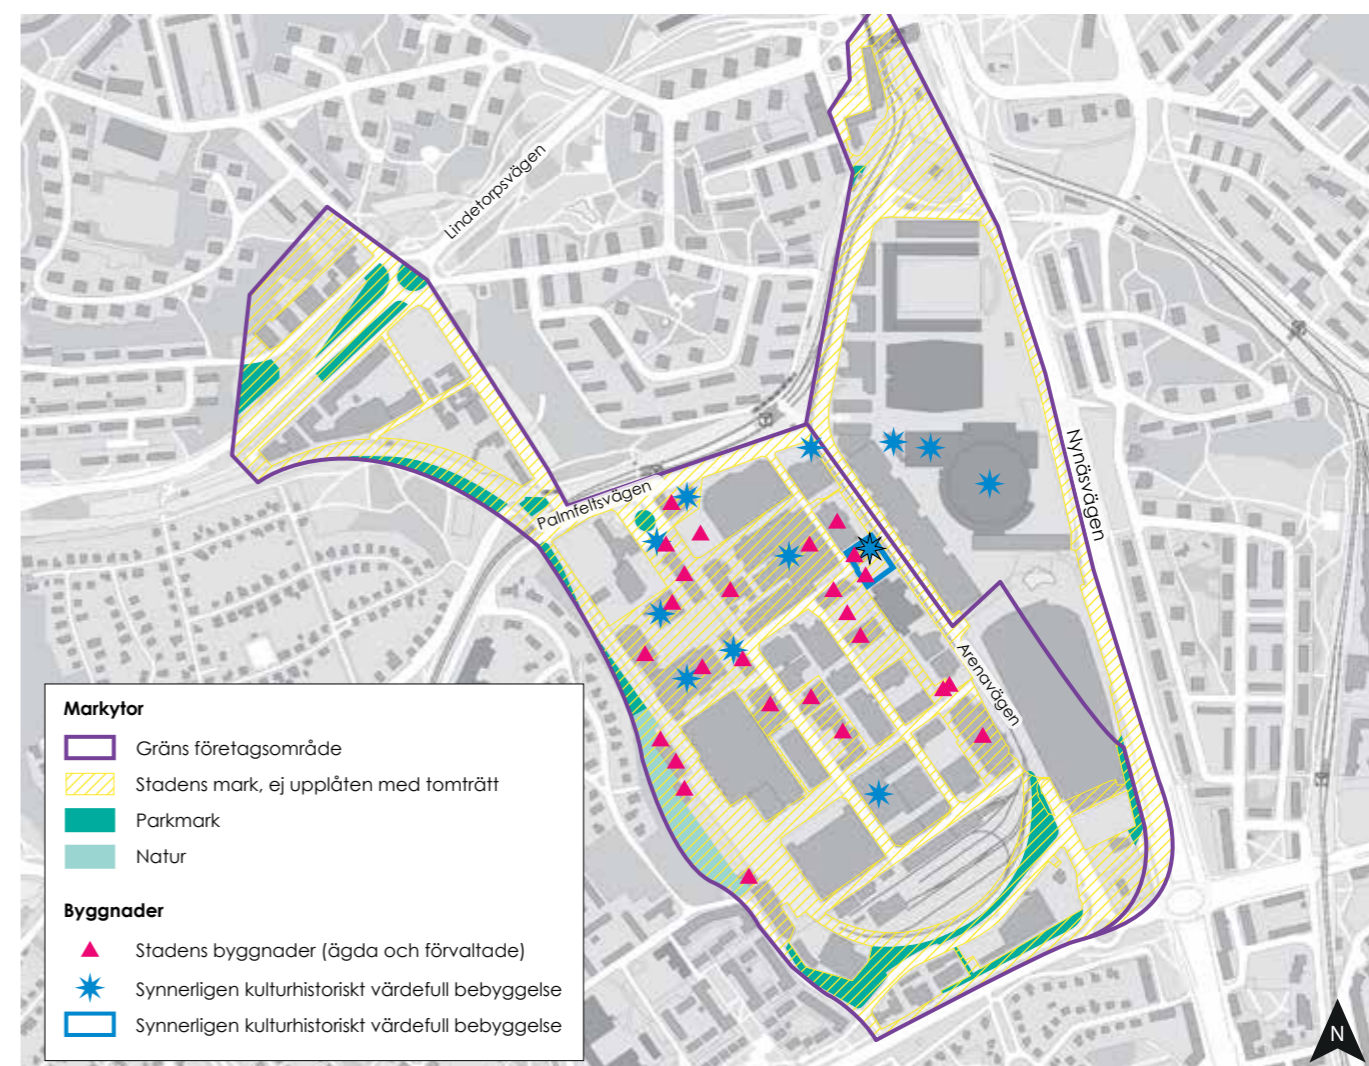 Lindetorpsvägen
Nynäsvägen
Palmfeltsvägen
Arenavägen
Markytor
Gräns företagsområde
Stadens mark, ej upplåten med tomträtt
Parkmark
Natur
Byggnader
Stadens byggnader (ägda och förvaltade)
Synnerligen kulturhistoriskt värdefull bebyggelse
Synnerligen kulturhistoriskt värdefull bebyggelse
N